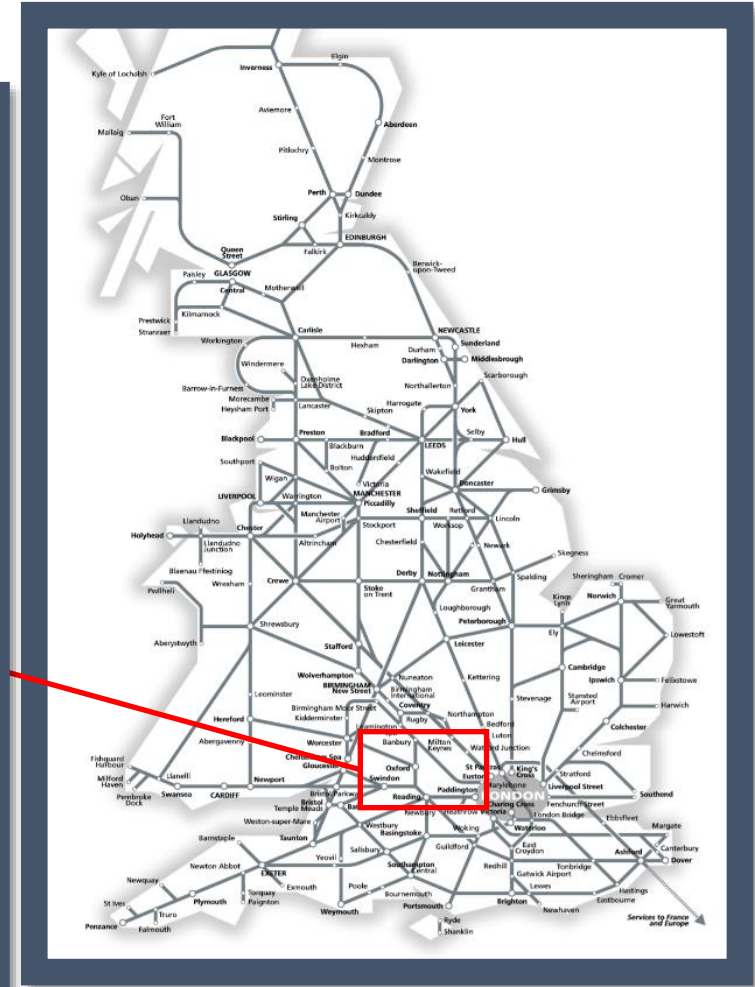 Inverness
Elgin
Kyle of Lochalsh
Aviemore
Fort
William
Mallaig
Aberdeen
Pitlochry
Montrose
Oban
Perth
Dundee
Stirling
Kirkcaldy
EDINBURGH
Queen
Street
Falkirk
Berwick-
upon-Tweed
Paisley
GLASGOW
Central
Motherwell
Prestwick
Kilmarnock
Stranraer
Carlisle
NEWCASTLE
Workington
Hexham
Sunderland
Durham
Darlington
Middlesbrough
Windermere
Scarborough
Oxenholme
Lake District
Northallerton
Barrow-in-Furness
Morecambe
Heysham Port
Lancaster
Harrogate
York
Skipton
Blackpool
Preston
Bradford
Selby
Hull
Blackburn
LEEDS
Huddersfield
Southport
Bolton
Wakefield
Wigan
Victoria
Doncaster
MANCHESTER
Piccadilly
Grimsby
LIVERPOOL
Warrington
Manchester
Airport
Sheffield
Retford
Lincoln
Stockport
Worksop
Llandudno
Holyhead
Chester
Llandudno
Junction
Altrincham
Chesterfield
Newark
Skegness
Blaenau Ffestiniog
Wrexham
Crewe
Stoke
on Trent
Derby
Nottingham
Grantham
Spalding
Sheringham
Cromer
Pwllheli
Kings
Lynn
Norwich
Great
Yarmouth
Loughborough
Shrewsbury
Peterborough
Ely
Lowestoft
Aberystwyth
Stafford
Leicester
Wolverhampton
Cambridge
BIRMINGHAM
New Street
Nuneaton
Kettering
Ipswich
Felixstowe
Birmingham
International
Leominster
Stevenage
Stansted
Airport
Harwich
Birmingham Moor Street
Coventry
Kidderminster
Rugby
Northampton
Hereford
Leamington
Bedford
Colchester
Abergavenny
Worcester
Banbury
Milton
Keynes
Luton
Watford Junction
Chelmsford
Cheltenham Spa
Gloucester
Oxford
St Pancras
King's
Cross
Fishguard
Harbour
Swindon
Euston
Stratford
Milford
Haven
Llanelli
Newport
Marylebone
Liverpool Street
Paddington
Southend
Pembroke
Dock
Swansea
CARDIFF
Bristol Parkway
Reading
LONDON
Bristol
Temple Meads
Charing Cross
Fenchurch Street
Newbury
Heathrow
Victoria
London Bridge
Ebbsfleet
Weston-super-Mare
Westbury
Basingstoke
Woking
Waterloo
Margate
Barnstaple
Taunton
Salisbury
Guildford
East
Croydon
Canterbury
Newton Abbot
Yeovil
Southampton
Central
Redhill
Tonbridge
Ashford
Dover
EXETER
Gatwick Airport
Newquay
Exmouth
Poole
Lewes
Hastings
St Ives
Plymouth
Torquay
Paignton
Bournemouth
Eastbourne
Truro
Weymouth
Portsmouth
Brighton
Newhaven
Penzance
Falmouth
Ryde
Shanklin
Services to France
and Europe